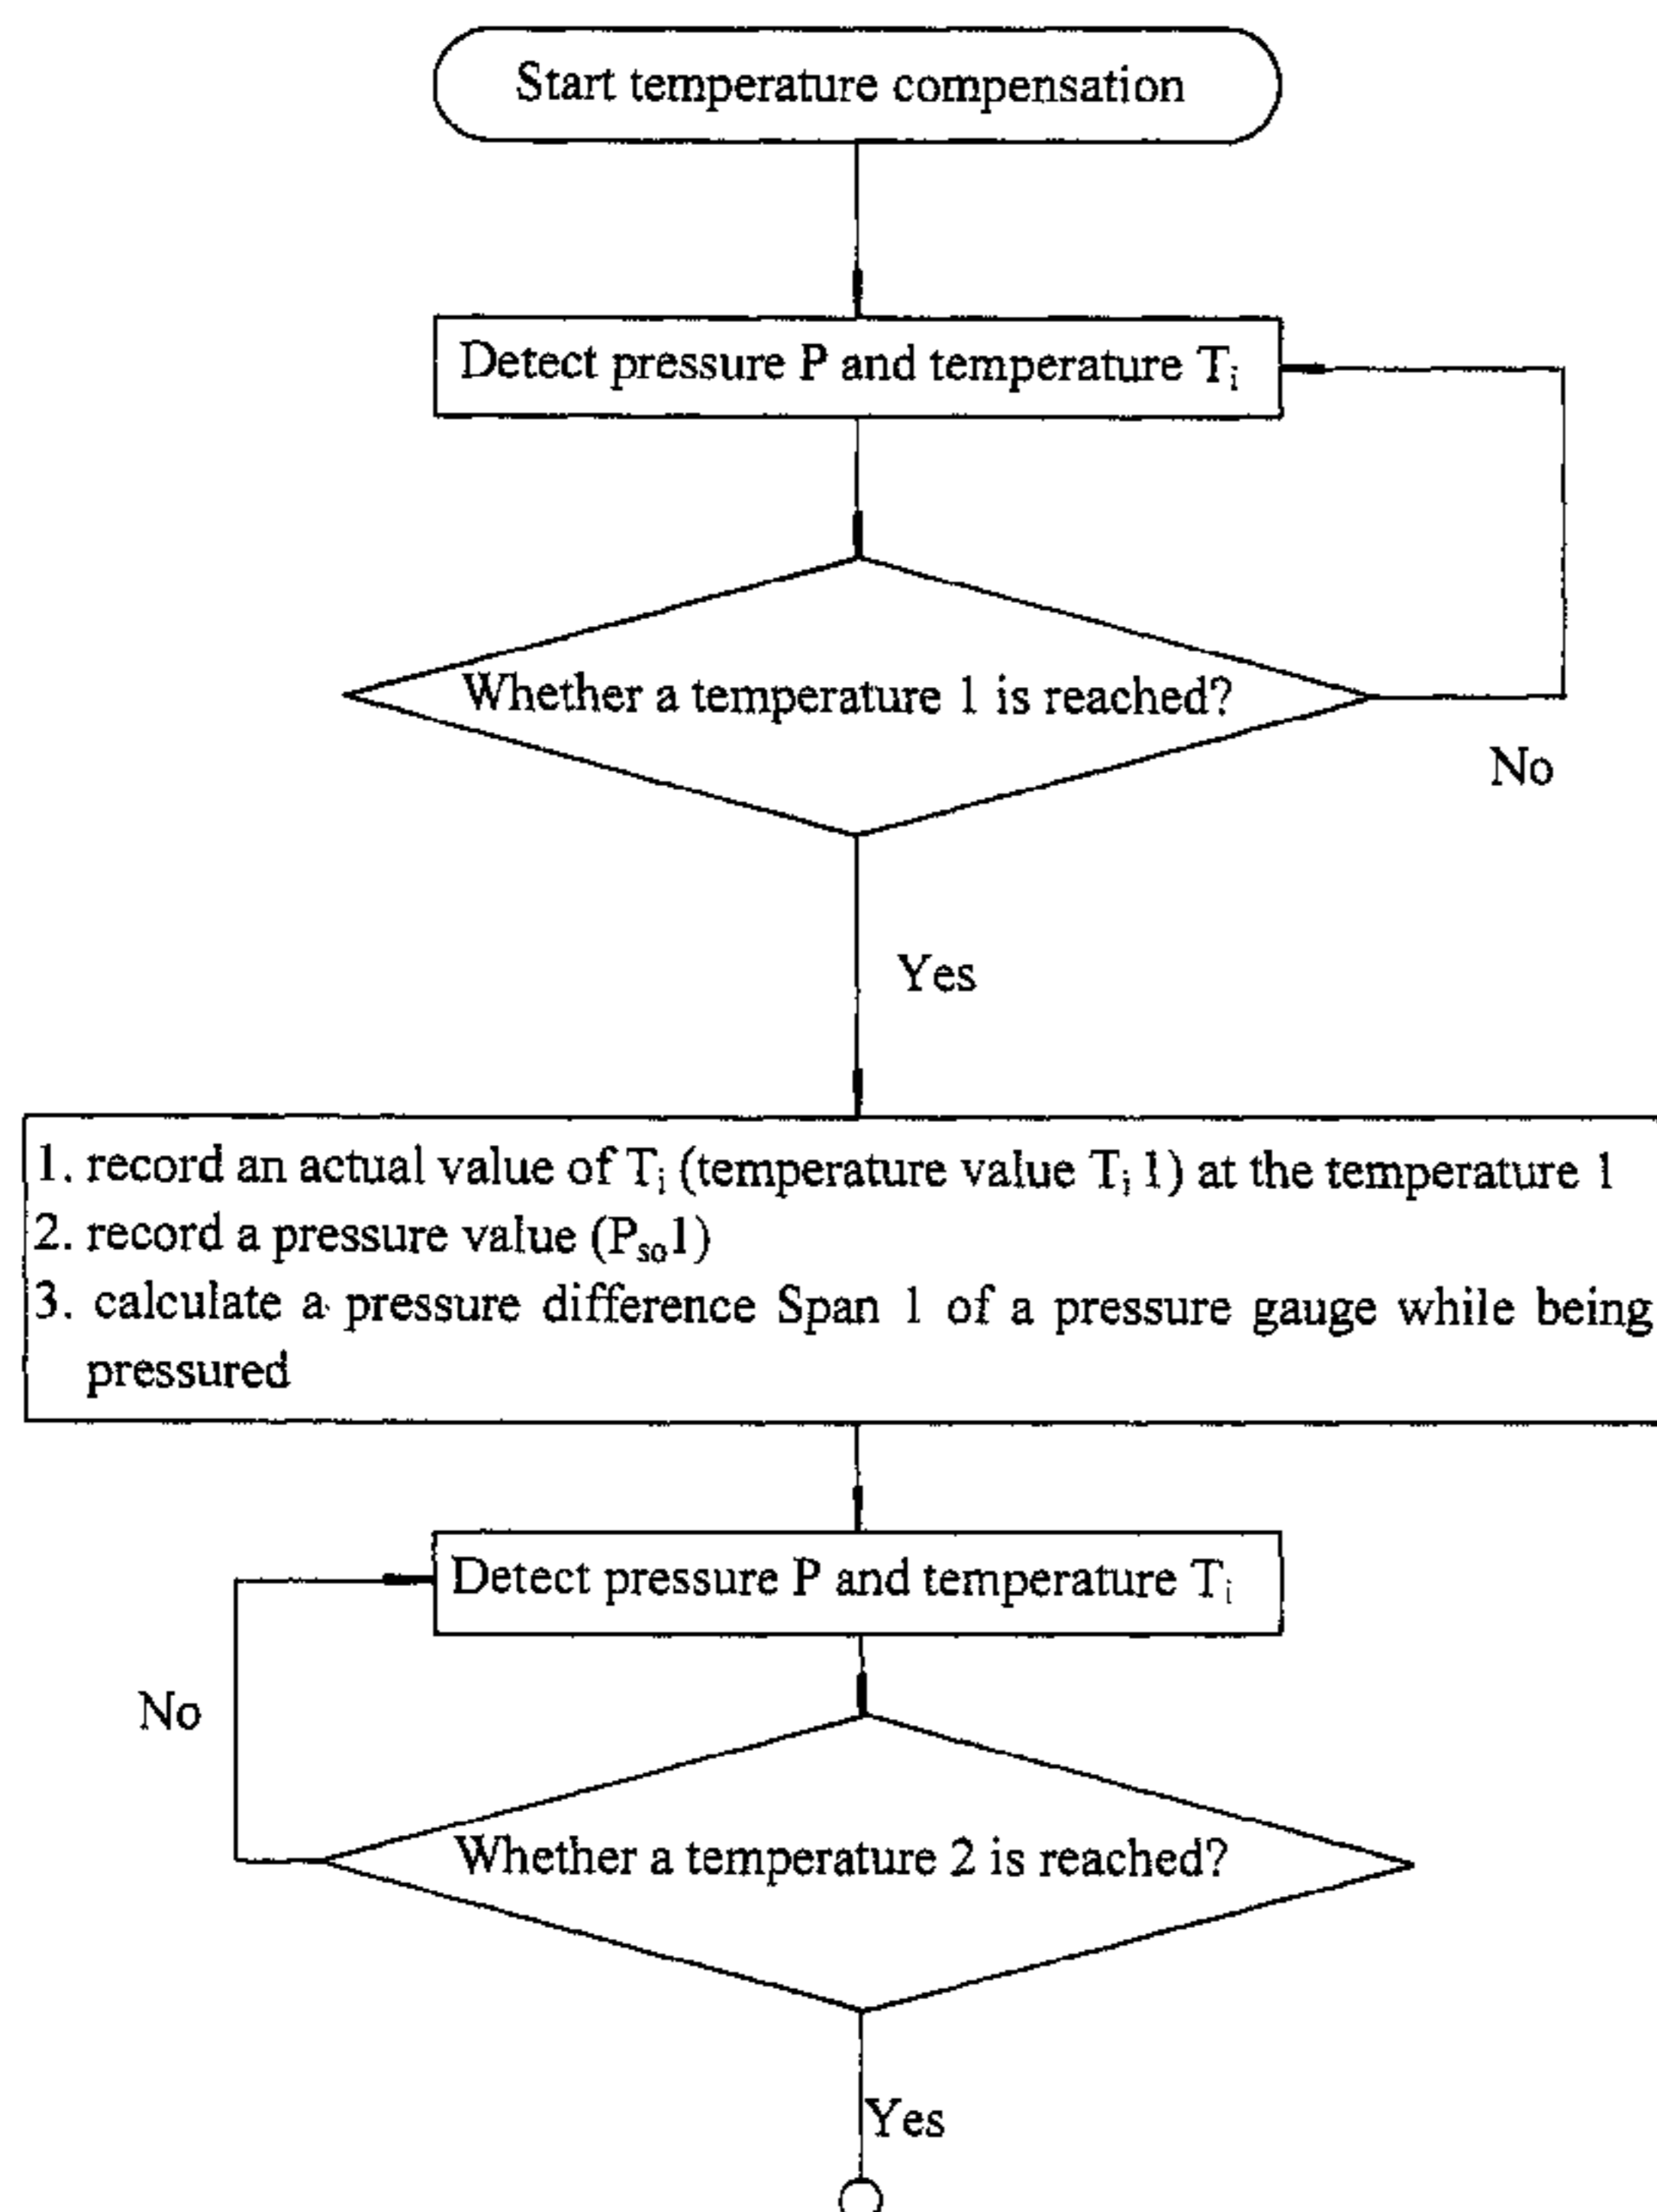 Start temperature compensation
Detect pressure P and temperature Tᵢ
Whether a temperature 1 is reached?
No
Yes
1. record an actual value of Tᵢ (temperature value Tᵢ 1) at the temperature 1
2. record a pressure value (Pₛₒ1)
3. calculate a pressure difference Span 1 of a pressure gauge while being
pressured
Detect pressure P and temperature Tᵢ
No
Whether a temperature 2 is reached?
Yes